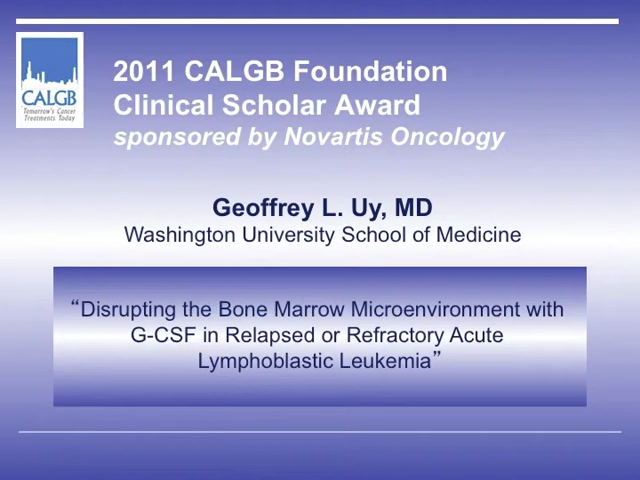 CALGB
Tomorrow's Cancer
Treatments Today
2011 CALGB Foundation
Clinical Scholar Award
sponsored by Novartis Oncology
Geoffrey L. Uy, MD
Washington University School of Medicine
“Disrupting the Bone Marrow Microenvironment with
G-CSF in Relapsed or Refractory Acute
Lymphoblastic Leukemia”